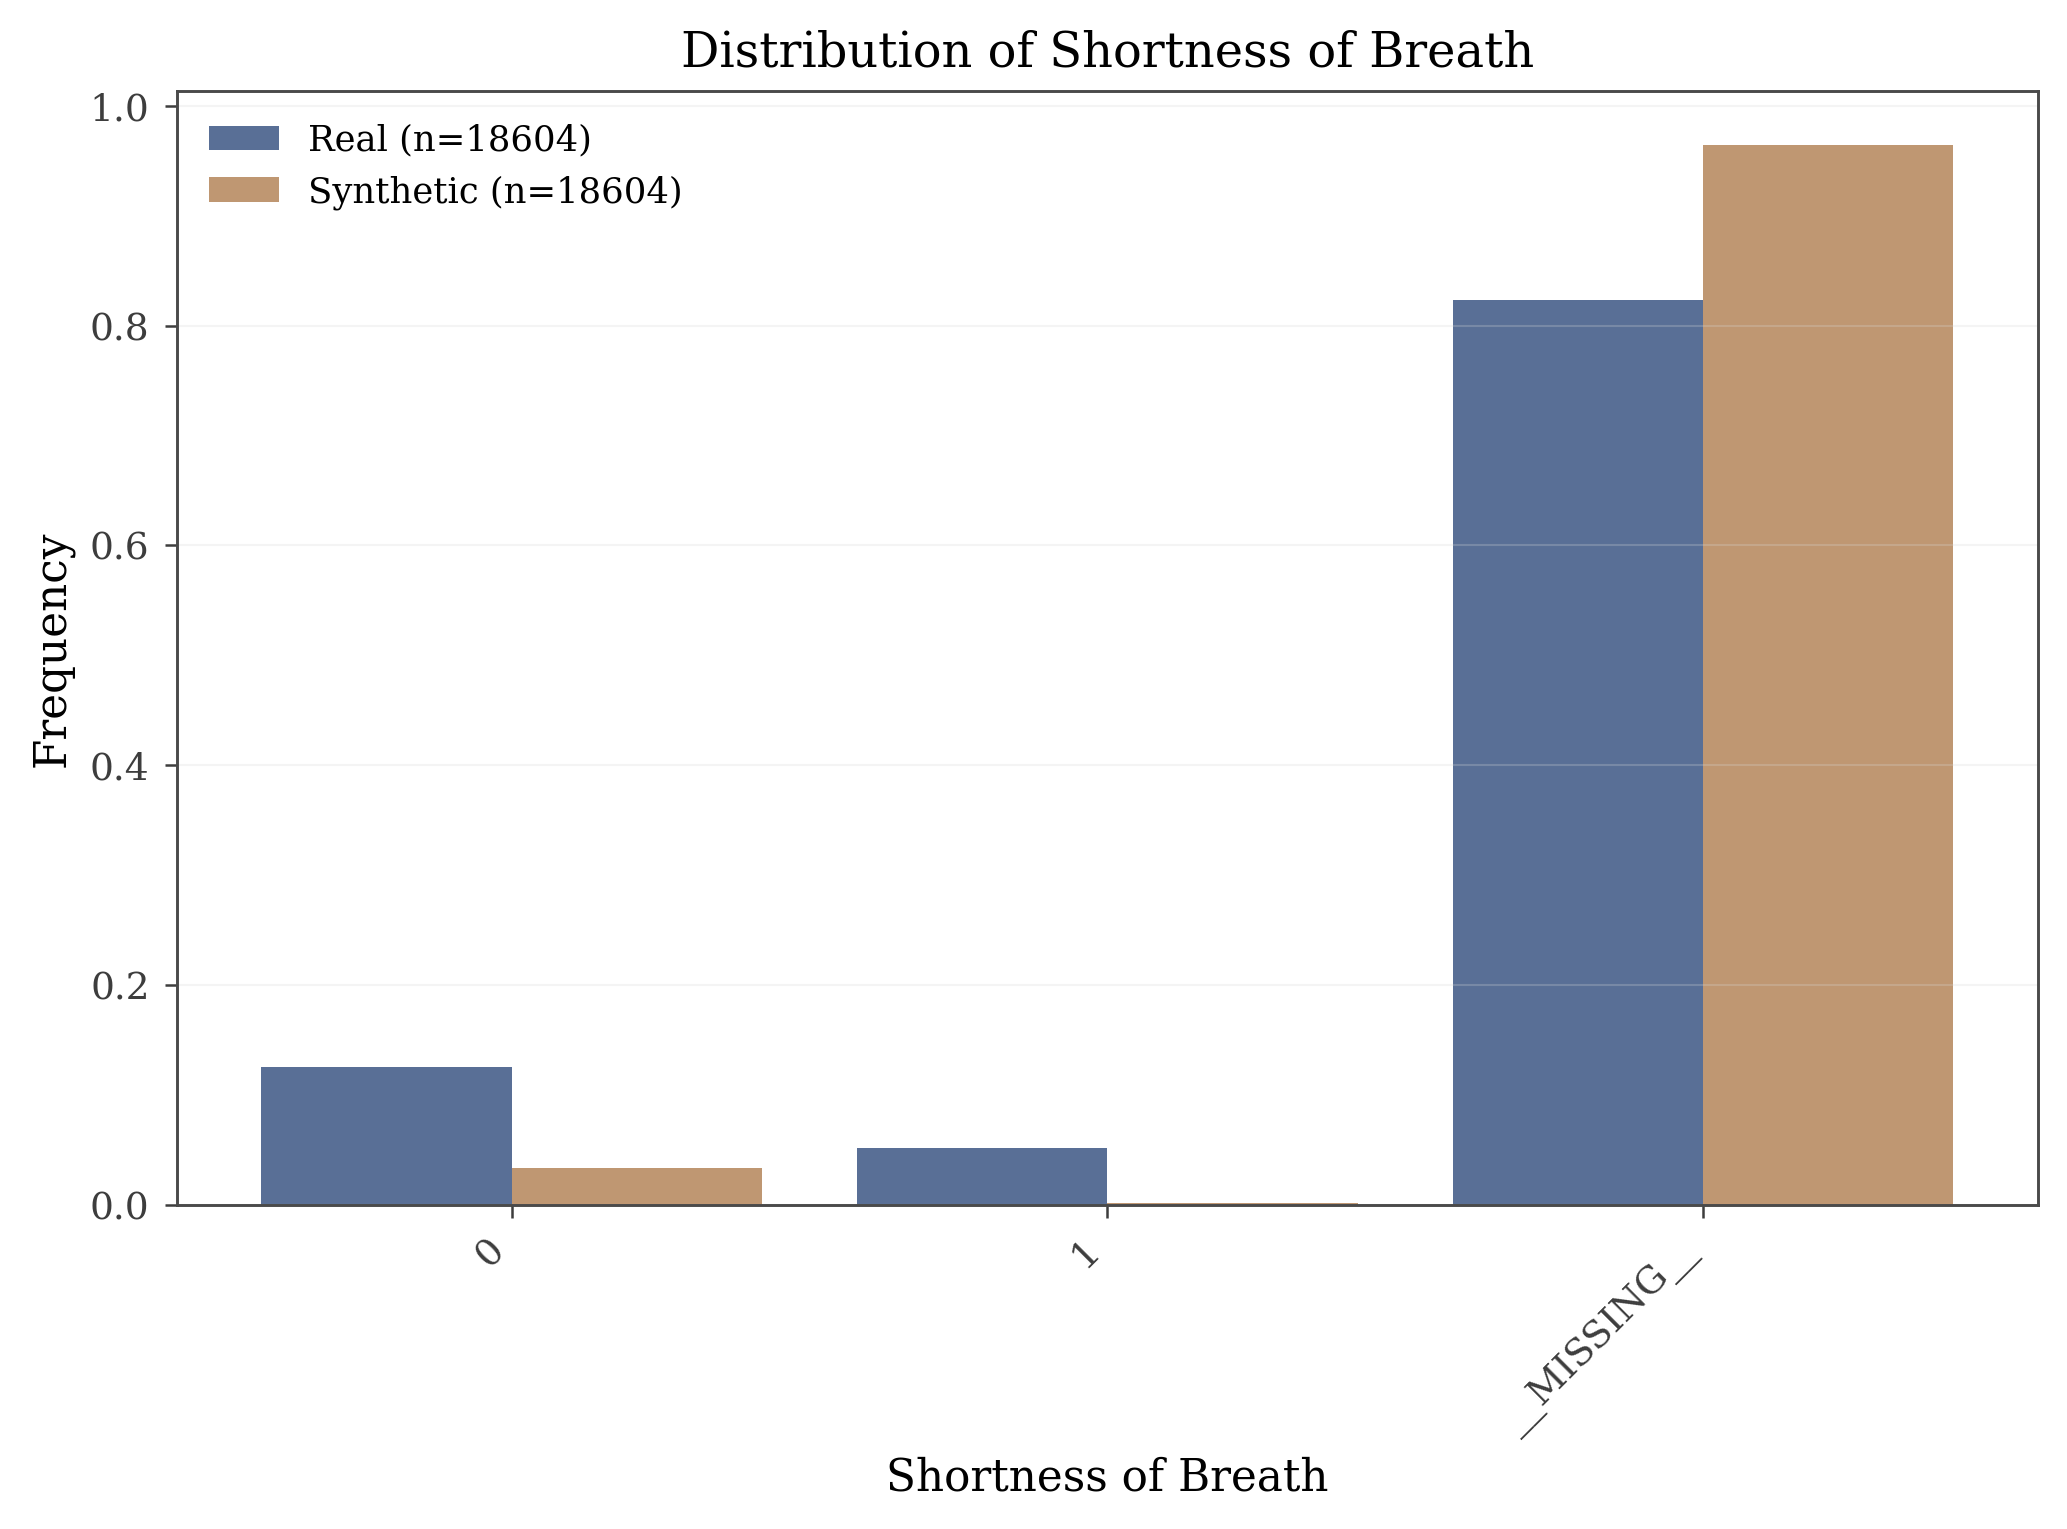 Distribution of Shortness of Breath
1.0
0.8
0.6
0.4
0.2
0.0
Frequency
Real (n=18604)
Synthetic (n=18604)
0
1
__MISSING__
Shortness of Breath